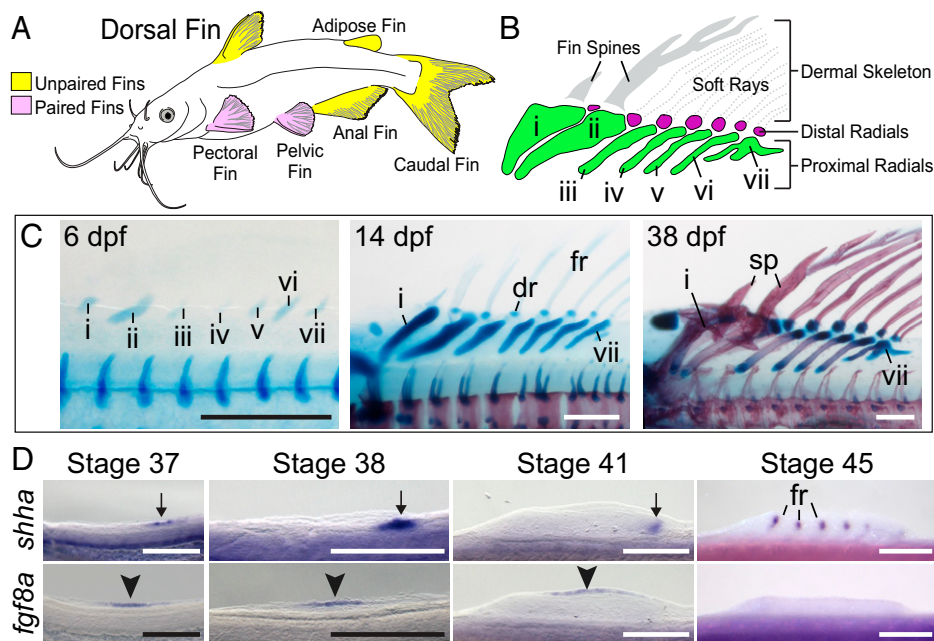 A
Dorsal Fin
Adipose Fin
Unpaired Fins
Paired Fins
Pectoral
Fin
Pelvic
Fin
Anal Fin
Caudal Fin
B
Fin Spines
Soft Rays
Dermal Skeleton
Distal Radials
Proximal Radials
i
ii
iii
iv
v
vi
vii
C
6 dpf
i
ii
iii
iv
v
vi
vii
14 dpf
i
dr
fr
vii
38 dpf
i
sp
vii
D
Stage 37
Stage 38
Stage 41
Stage 45
shha
fr
fgf8a